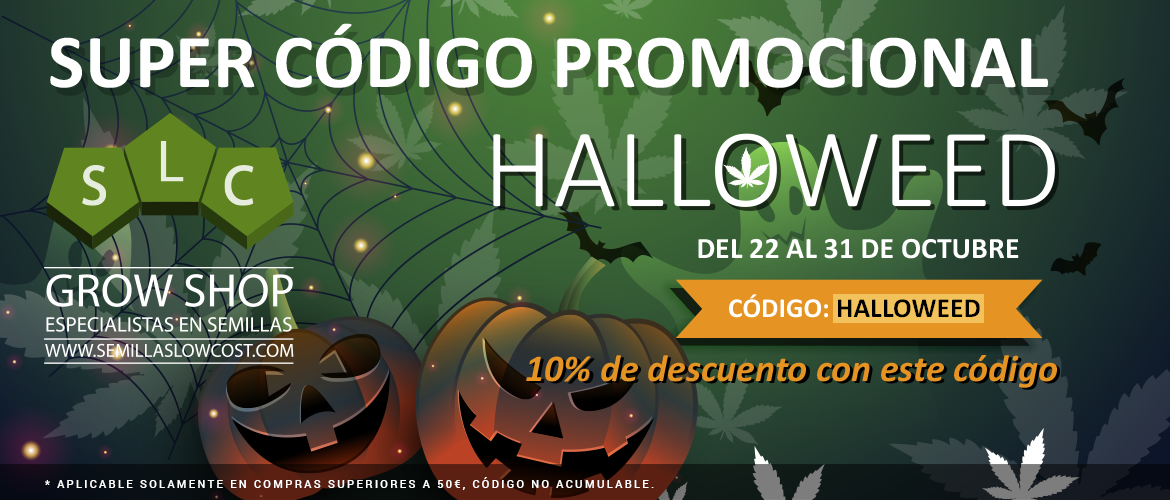 SUPER CÓDIGO PROMOCIONAL
SLC
GROW SHOP
ESPECIALISTAS EN SEMILLAS
WWW.SEMILLASLOWCOST.COM
HALLOWEED
DEL 22 AL 31 DE OCTUBRE
CÓDIGO: HALLOWEED
10% de descuento con este código
* APLICABLE SOLAMENTE EN COMPRAS SUPERIORES A 50€, CÓDIGO NO ACUMULABLE.